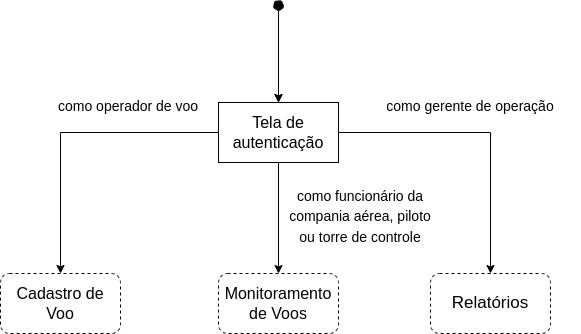 como operador de voo
como gerente de operação
Tela de
autenticação
como funcionário da
compania aérea, piloto
ou torre de controle
Cadastro de
Voo
Monitoramento
de Voos
Relatórios